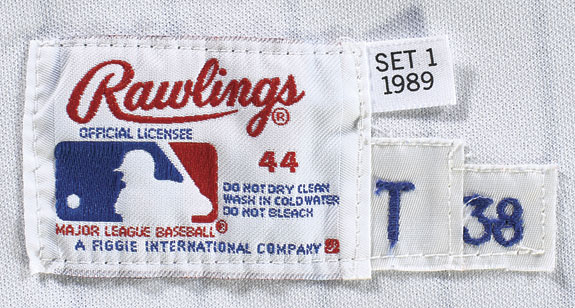 Rawlings®
OFFICIAL LICENSEE
44
DO NOT DRY CLEAN
WASH IN COLD WATER
DO NOT BLEACH
MAJOR LEAGUE BASEBALL®
A FIGGIE INTERNATIONAL COMPANY
SET 1
1989
T
38